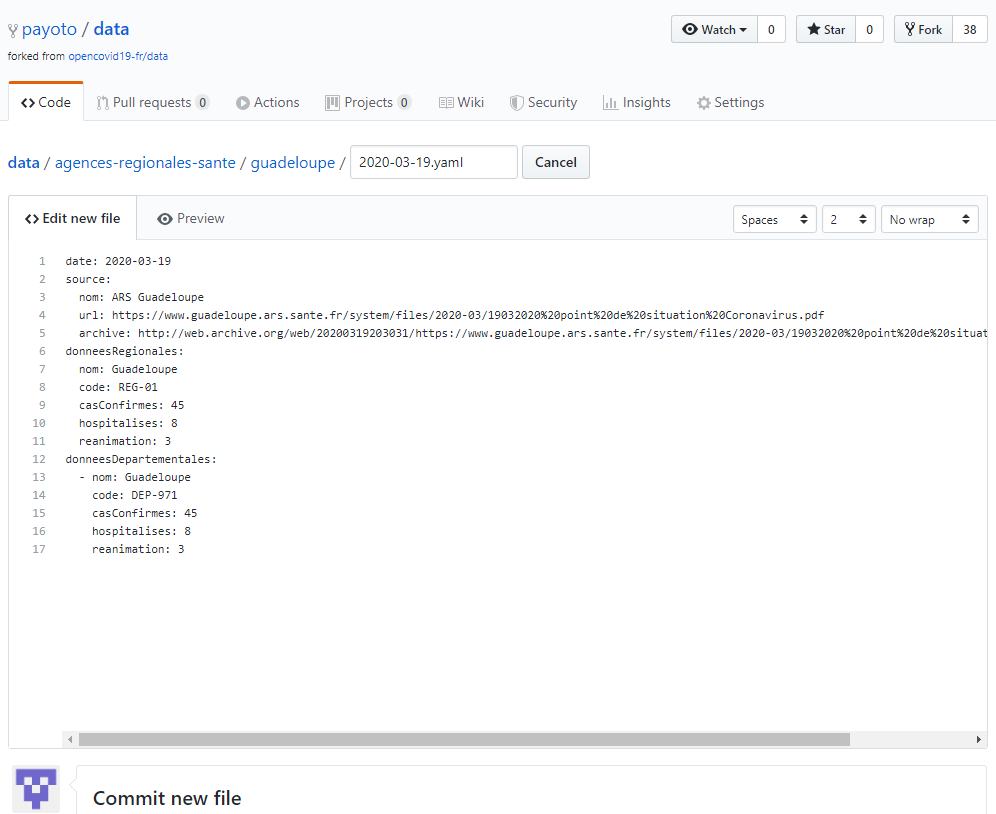 payoto / data
Watch 0 Star 0 Fork 38
forked from opencovid19-fr/data
Code Pull requests 0 Actions Projects 0 Wiki Security Insights Settings
data / agences-regionales-sante / guadeloupe / 2020-03-19.yaml Cancel
Edit new file Preview Spaces 2 No wrap
1 date: 2020-03-19
2 source:
3 nom: ARS Guadeloupe
4 url: https://www.guadeloupe.ars.sante.fr/system/files/2020-03/19032020%20point%20de%20situation%20Coronavirus.pdf
5 archive: http://web.archive.org/web/20200319203031/https://www.guadeloupe.ars.sante.fr/system/files/2020-03/19032020%20point%20de%20situat
6 donneesRegionales:
7 nom: Guadeloupe
8 code: REG-01
9 casConfirmes: 45
10 hospitalises: 8
11 reanimation: 3
12 donneesDepartementales:
13 - nom: Guadeloupe
14 code: DEP-971
15 casConfirmes: 45
16 hospitalises: 8
17 reanimation: 3
Commit new file